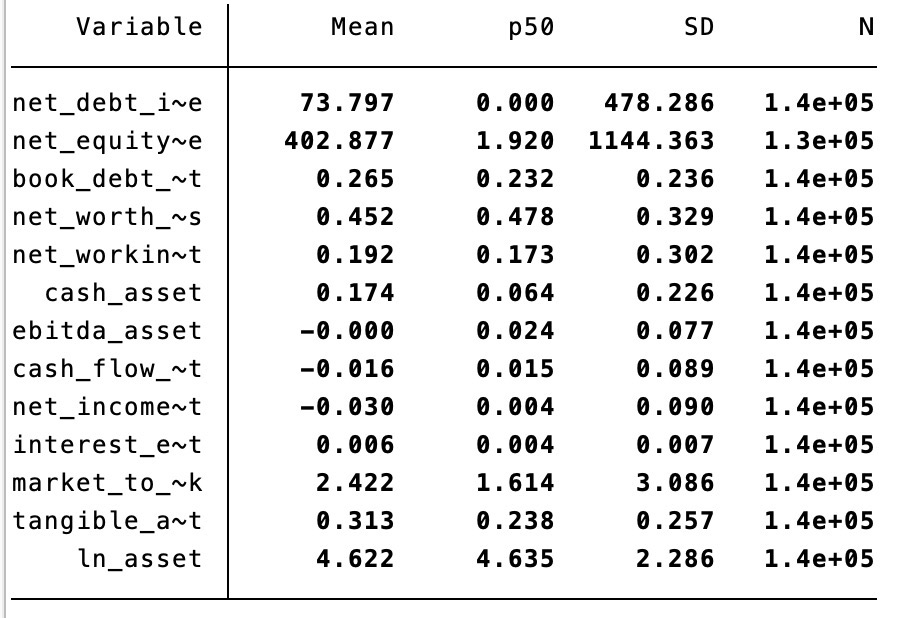 Variable | Mean p50 SD N
net_debt_i~e | 73.797 0.000 478.286 1.4e+05
net_equity~e | 402.877 1.920 1144.363 1.3e+05
book_debt_~t | 0.265 0.232 0.236 1.4e+05
net_worth_~s | 0.452 0.478 0.329 1.4e+05
net_workin~t | 0.192 0.173 0.302 1.4e+05
cash_asset | 0.174 0.064 0.226 1.4e+05
ebitda_asset | -0.000 0.024 0.077 1.4e+05
cash_flow_~t | -0.016 0.015 0.089 1.4e+05
net_income~t | -0.030 0.004 0.090 1.4e+05
interest_e~t | 0.006 0.004 0.007 1.4e+05
market_to_~k | 2.422 1.614 3.086 1.4e+05
tangible_a~t | 0.313 0.238 0.257 1.4e+05
ln_asset | 4.622 4.635 2.286 1.4e+05